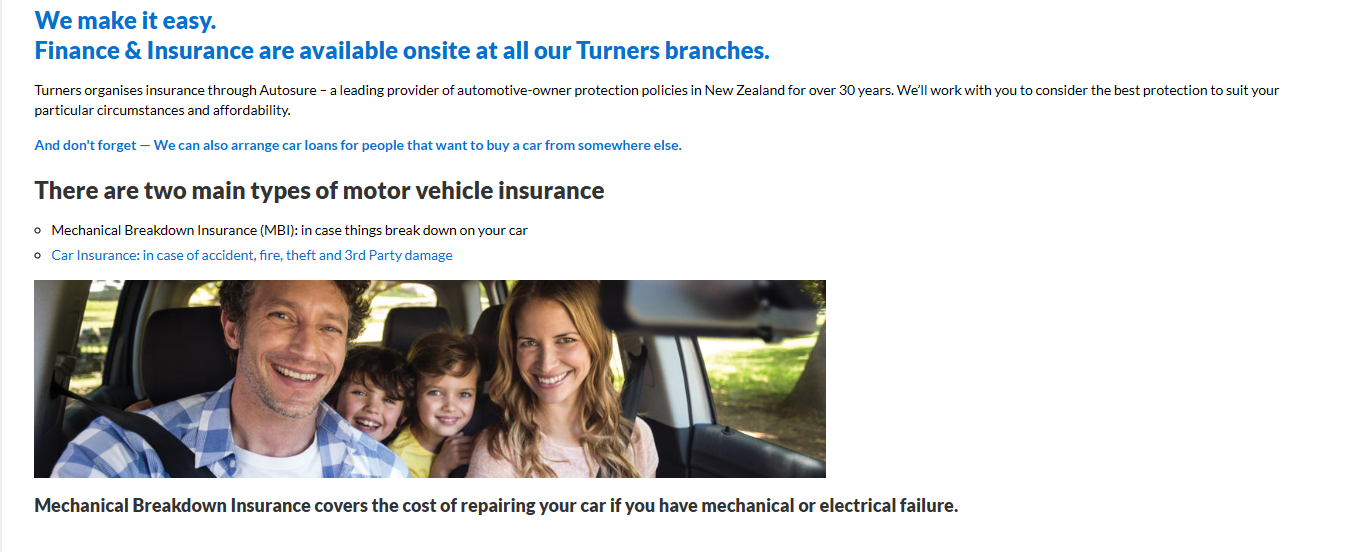 We make it easy.
Finance & Insurance are available onsite at all our Turners branches.
Turners organises insurance through Autosure – a leading provider of automotive-owner protection policies in New Zealand for over 30 years. We'll work with you to consider the best protection to suit your
particular circumstances and affordability.
And don't forget — We can also arrange car loans for people that want to buy a car from somewhere else.
There are two main types of motor vehicle insurance
Mechanical Breakdown Insurance (MBI): in case things break down on your car
Car Insurance: in case of accident, fire, theft and 3rd Party damage
Mechanical Breakdown Insurance covers the cost of repairing your car if you have mechanical or electrical failure.